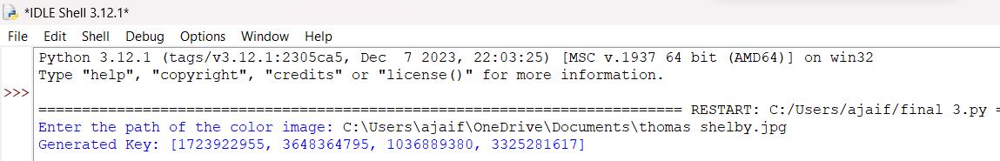 *IDLE Shell 3.12.1*
File Edit Shell Debug Options Window Help
Python 3.12.1 (tags/v3.12.1:2305ca5, Dec  7 2023, 22:03:25) [MSC v.1937 64 bit (AMD64)] on win32
Type "help", "copyright", "credits" or "license()" for more information.
>>>
========================================================================== RESTART: C:/Users/ajaif/final 3.py =
Enter the path of the color image: C:\Users\ajaif\OneDrive\Documents\thomas shelby.jpg
Generated Key: [1723922955, 3648364795, 1036889380, 3325281617]